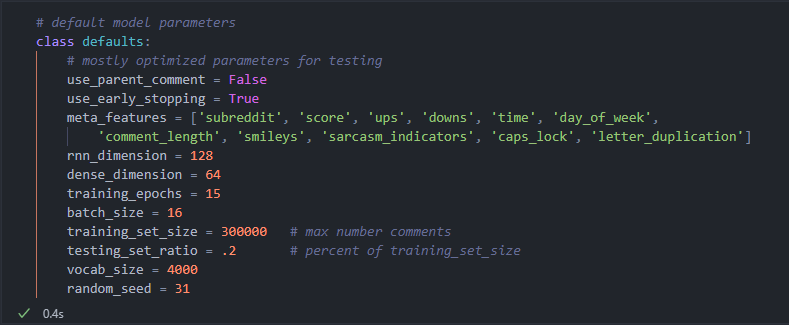 # default model parameters
class defaults:
    # mostly optimized parameters for testing
    use_parent_comment = False
    use_early_stopping = True
    meta_features = ['subreddit', 'score', 'ups', 'downs', 'time', 'day_of_week',
        'comment_length', 'smileys', 'sarcasm_indicators', 'caps_lock', 'letter_duplication']
    rnn_dimension = 128
    dense_dimension = 64
    training_epochs = 15
    batch_size = 16
    training_set_size = 300000   # max number comments
    testing_set_ratio = .2       # percent of training_set_size
    vocab_size = 4000
    random_seed = 31
✓ 0.4s